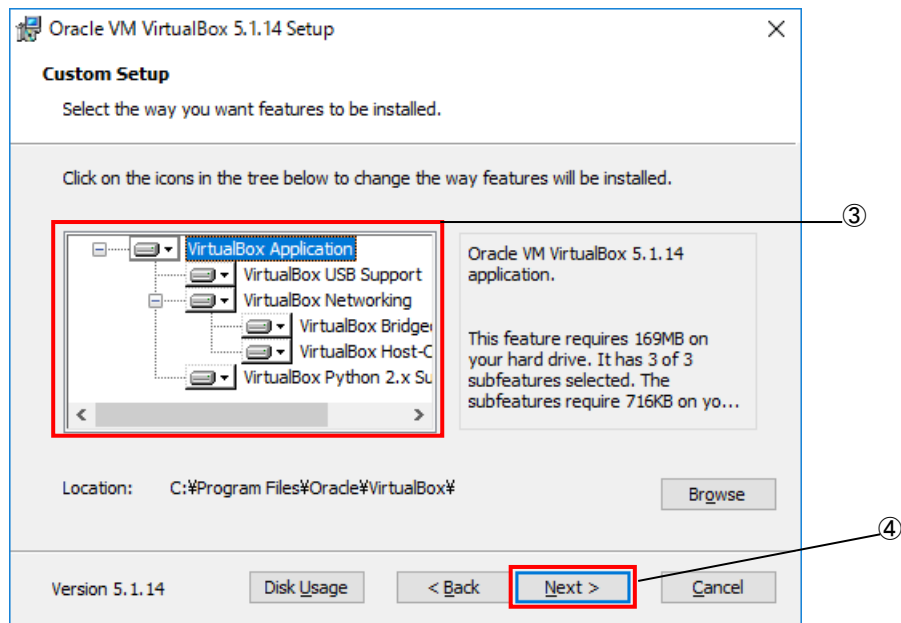 Oracle VM VirtualBox 5.1.14 Setup
Custom Setup
Select the way you want features to be installed.
Click on the icons in the tree below to change the way features will be installed.
③
VirtualBox Application
VirtualBox USB Support
VirtualBox Networking
VirtualBox Bridge
VirtualBox Host-C
VirtualBox Python 2.x Su
Oracle VM VirtualBox 5.1.14
application.
This feature requires 169MB on
your hard drive. It has 3 of 3
subfeatures selected. The
subfeatures require 716KB on yo...
Location: C:¥Program Files¥Oracle¥VirtualBox¥
Browse
④
Version 5.1.14
Disk Usage
< Back
Next >
Cancel